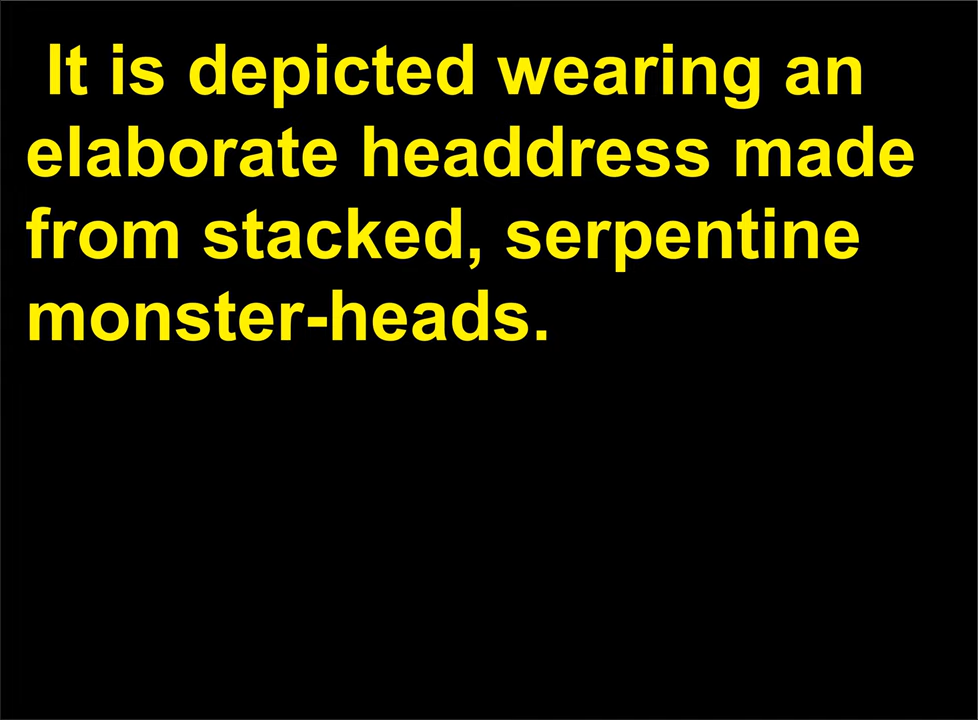 It is depicted wearing an
elaborate headdress made
from stacked, serpentine
monster-heads.